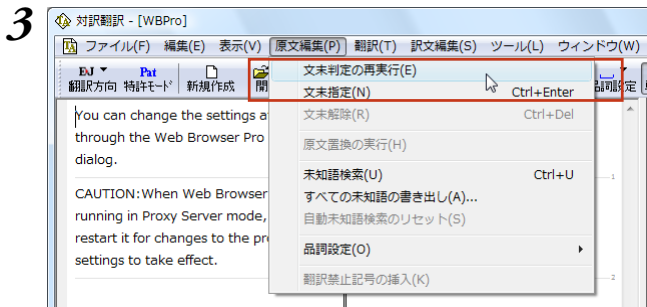 3
対訳翻訳 - [WBPro]
ファイル(F) 編集(E) 表示(V) 原文編集(P) 翻訳(T) 訳文編集(S) ツール(L) ウィンドウ(W)
EJ Pat
翻訳方向 特許モード 新規作成 開
文末判定の再実行(E)
文末指定(N) Ctrl+Enter
文末解除(R) Ctrl+Del
原文置換の実行(H)
未知語検索(U) Ctrl+U
すべての未知語の書き出し(A)...
自動未知語検索のリセット(S)
品詞設定(O)
翻訳禁止記号の挿入(K)
品詞設定
You can change the settings a
through the Web Browser Pro
dialog.
1
CAUTION:When Web Browser
running in Proxy Server mode,
restart it for changes to the pr
settings to take effect.
2